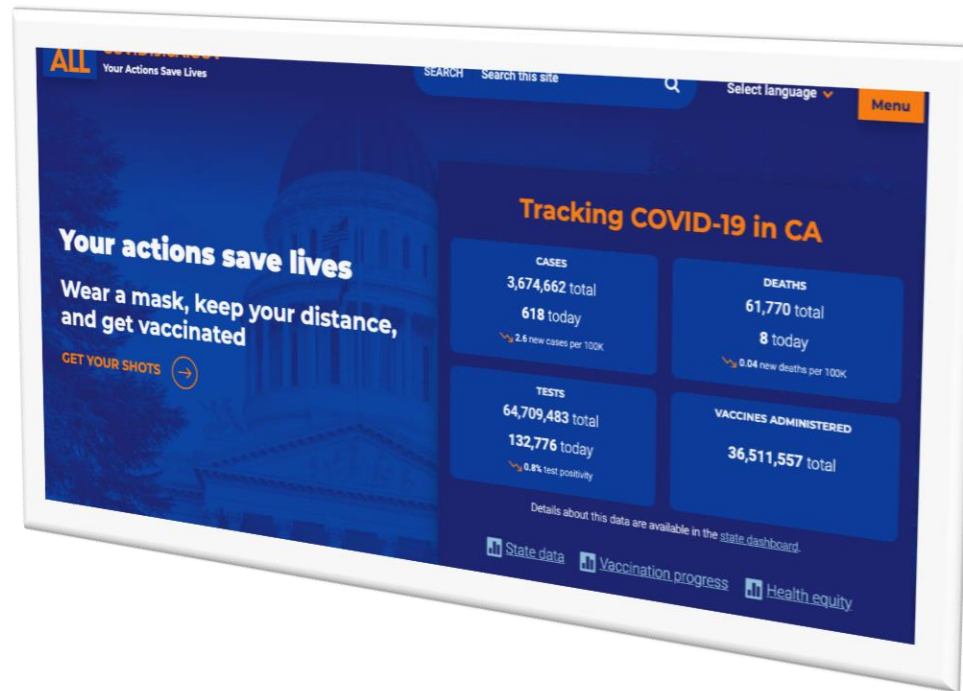 ALL
Your Actions Save Lives
SEARCH Search this site
Select language
Menu
Your actions save lives
Wear a mask, keep your distance,
and get vaccinated
GET YOUR SHOTS
Tracking COVID-19 in CA
CASES
3,674,662 total
618 today
2.6 new cases per 100K
DEATHS
61,770 total
8 today
0.04 new deaths per 100K
TESTS
64,709,483 total
132,776 today
0.8% test positivity
VACCINES ADMINISTERED
36,511,557 total
Details about this data are available in the state dashboard.
State data
Vaccination progress
Health equity